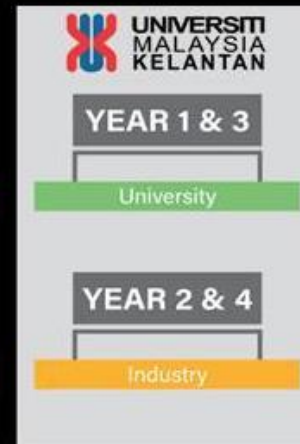 UNIVERSITI
MALAYSIA
KELANTAN
YEAR 1 & 3
University
YEAR 2 & 4
Industry